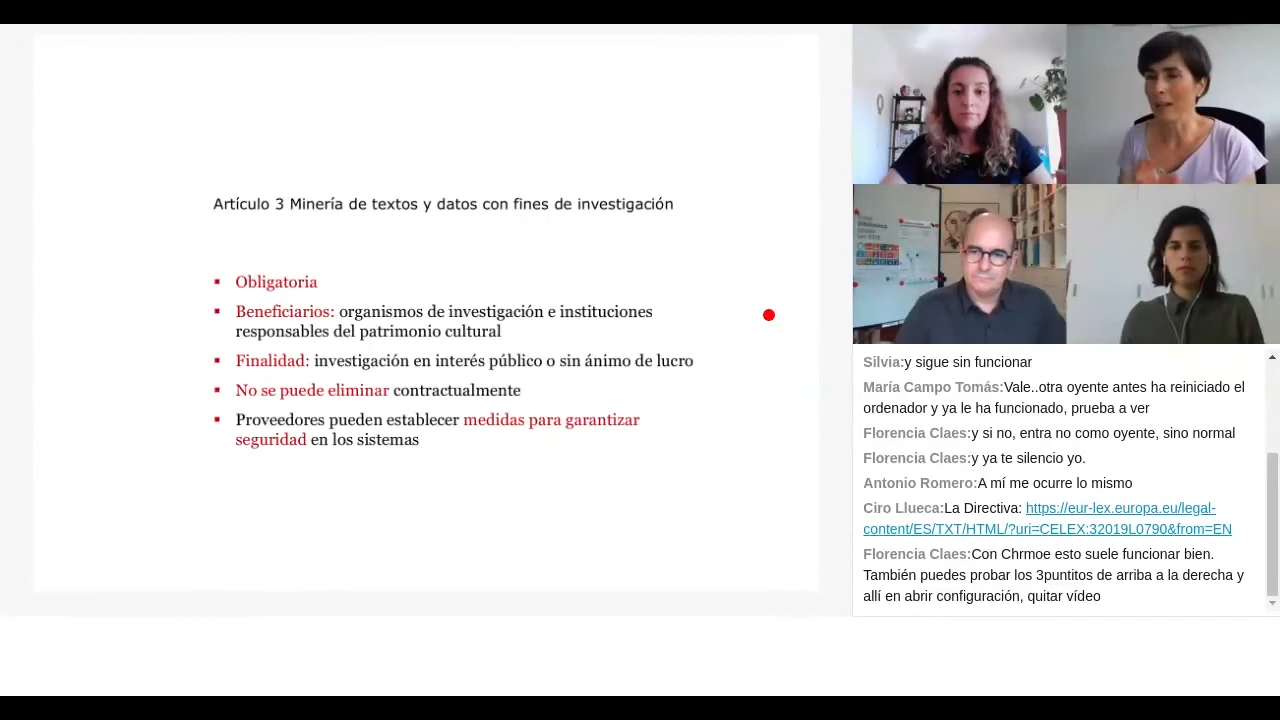 Artículo 3 Minería de textos y datos con fines de investigación
▪ Obligatoria
▪ Beneficiarios: organismos de investigación e instituciones
responsables del patrimonio cultural
▪ Finalidad: investigación en interés público o sin ánimo de lucro
▪ No se puede eliminar contractualmente
▪ Proveedores pueden establecer medidas para garantizar
seguridad en los sistemas
Silvia:y sigue sin funcionar
María Campo Tomás:Vale..otra oyente antes ha reiniciado el
ordenador y ya le ha funcionado, prueba a ver
Florencia Claes:y si no, entra no como oyente, sino normal
Florencia Claes:y ya te silencio yo.
Antonio Romero:A mí me ocurre lo mismo
Ciro Llueca:La Directiva: https://eur-lex.europa.eu/legal-
content/ES/TXT/HTML/?uri=CELEX:32019L0790&from=EN
Florencia Claes:Con Chrmoe esto suele funcionar bien.
También puedes probar los 3puntitos de arriba a la derecha y
allí en abrir configuración, quitar vídeo